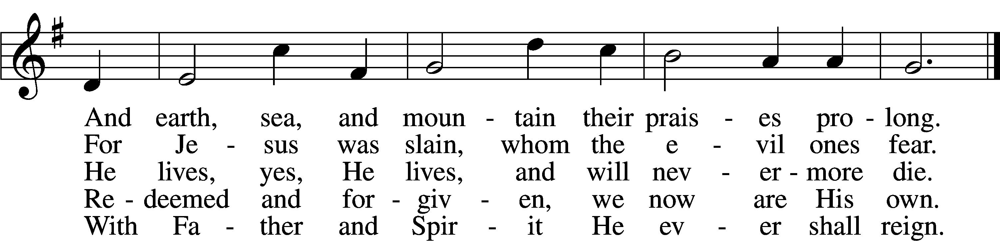 And earth, sea, and moun - tain their prais - es pro - long.
For Je - sus was slain, whom the e - vil ones fear.
He lives, yes, He lives, and will nev - er - more die.
Re - deemed and for - giv - en, we now are His own.
With Fa - ther and Spir - it He ev - er shall reign.